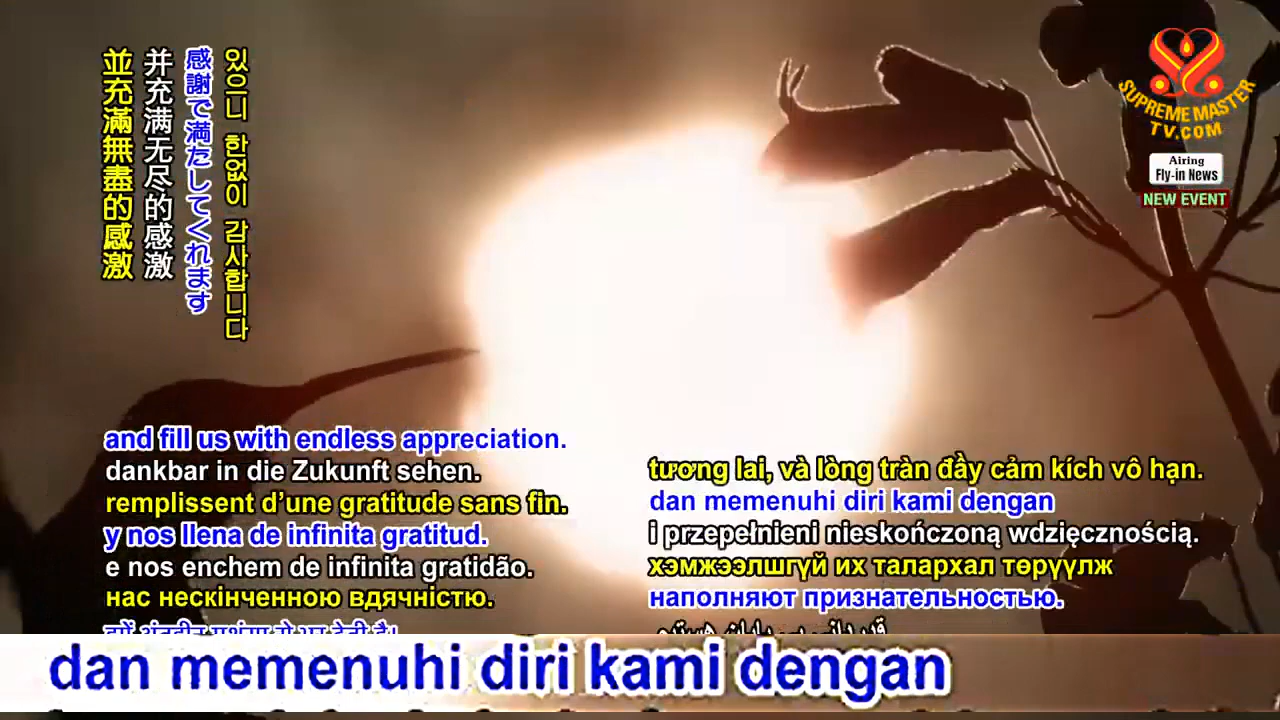 並充滿無盡的感激
并充满无尽的感激
感謝で満たしてくれます
있으니 한없이 감사합니다
SUPREME MASTER
TV.COM
Airing
Fly-in News
NEW EVENT
and fill us with endless appreciation.
dankbar in die Zukunft sehen.
remplissent d’une gratitude sans fin.
y nos llena de infinita gratitud.
e nos enchem de infinita gratidão.
нас нескінченною вдячністю.
tương lai, và lòng tràn đầy cảm kích vô hạn.
dan memenuhi diri kami dengan
i przepełnieni nieskończoną wdzięcznością.
хэмжээлшгүй их талархал төрүүлж
наполняют признательностью.
dan memenuhi diri kami dengan